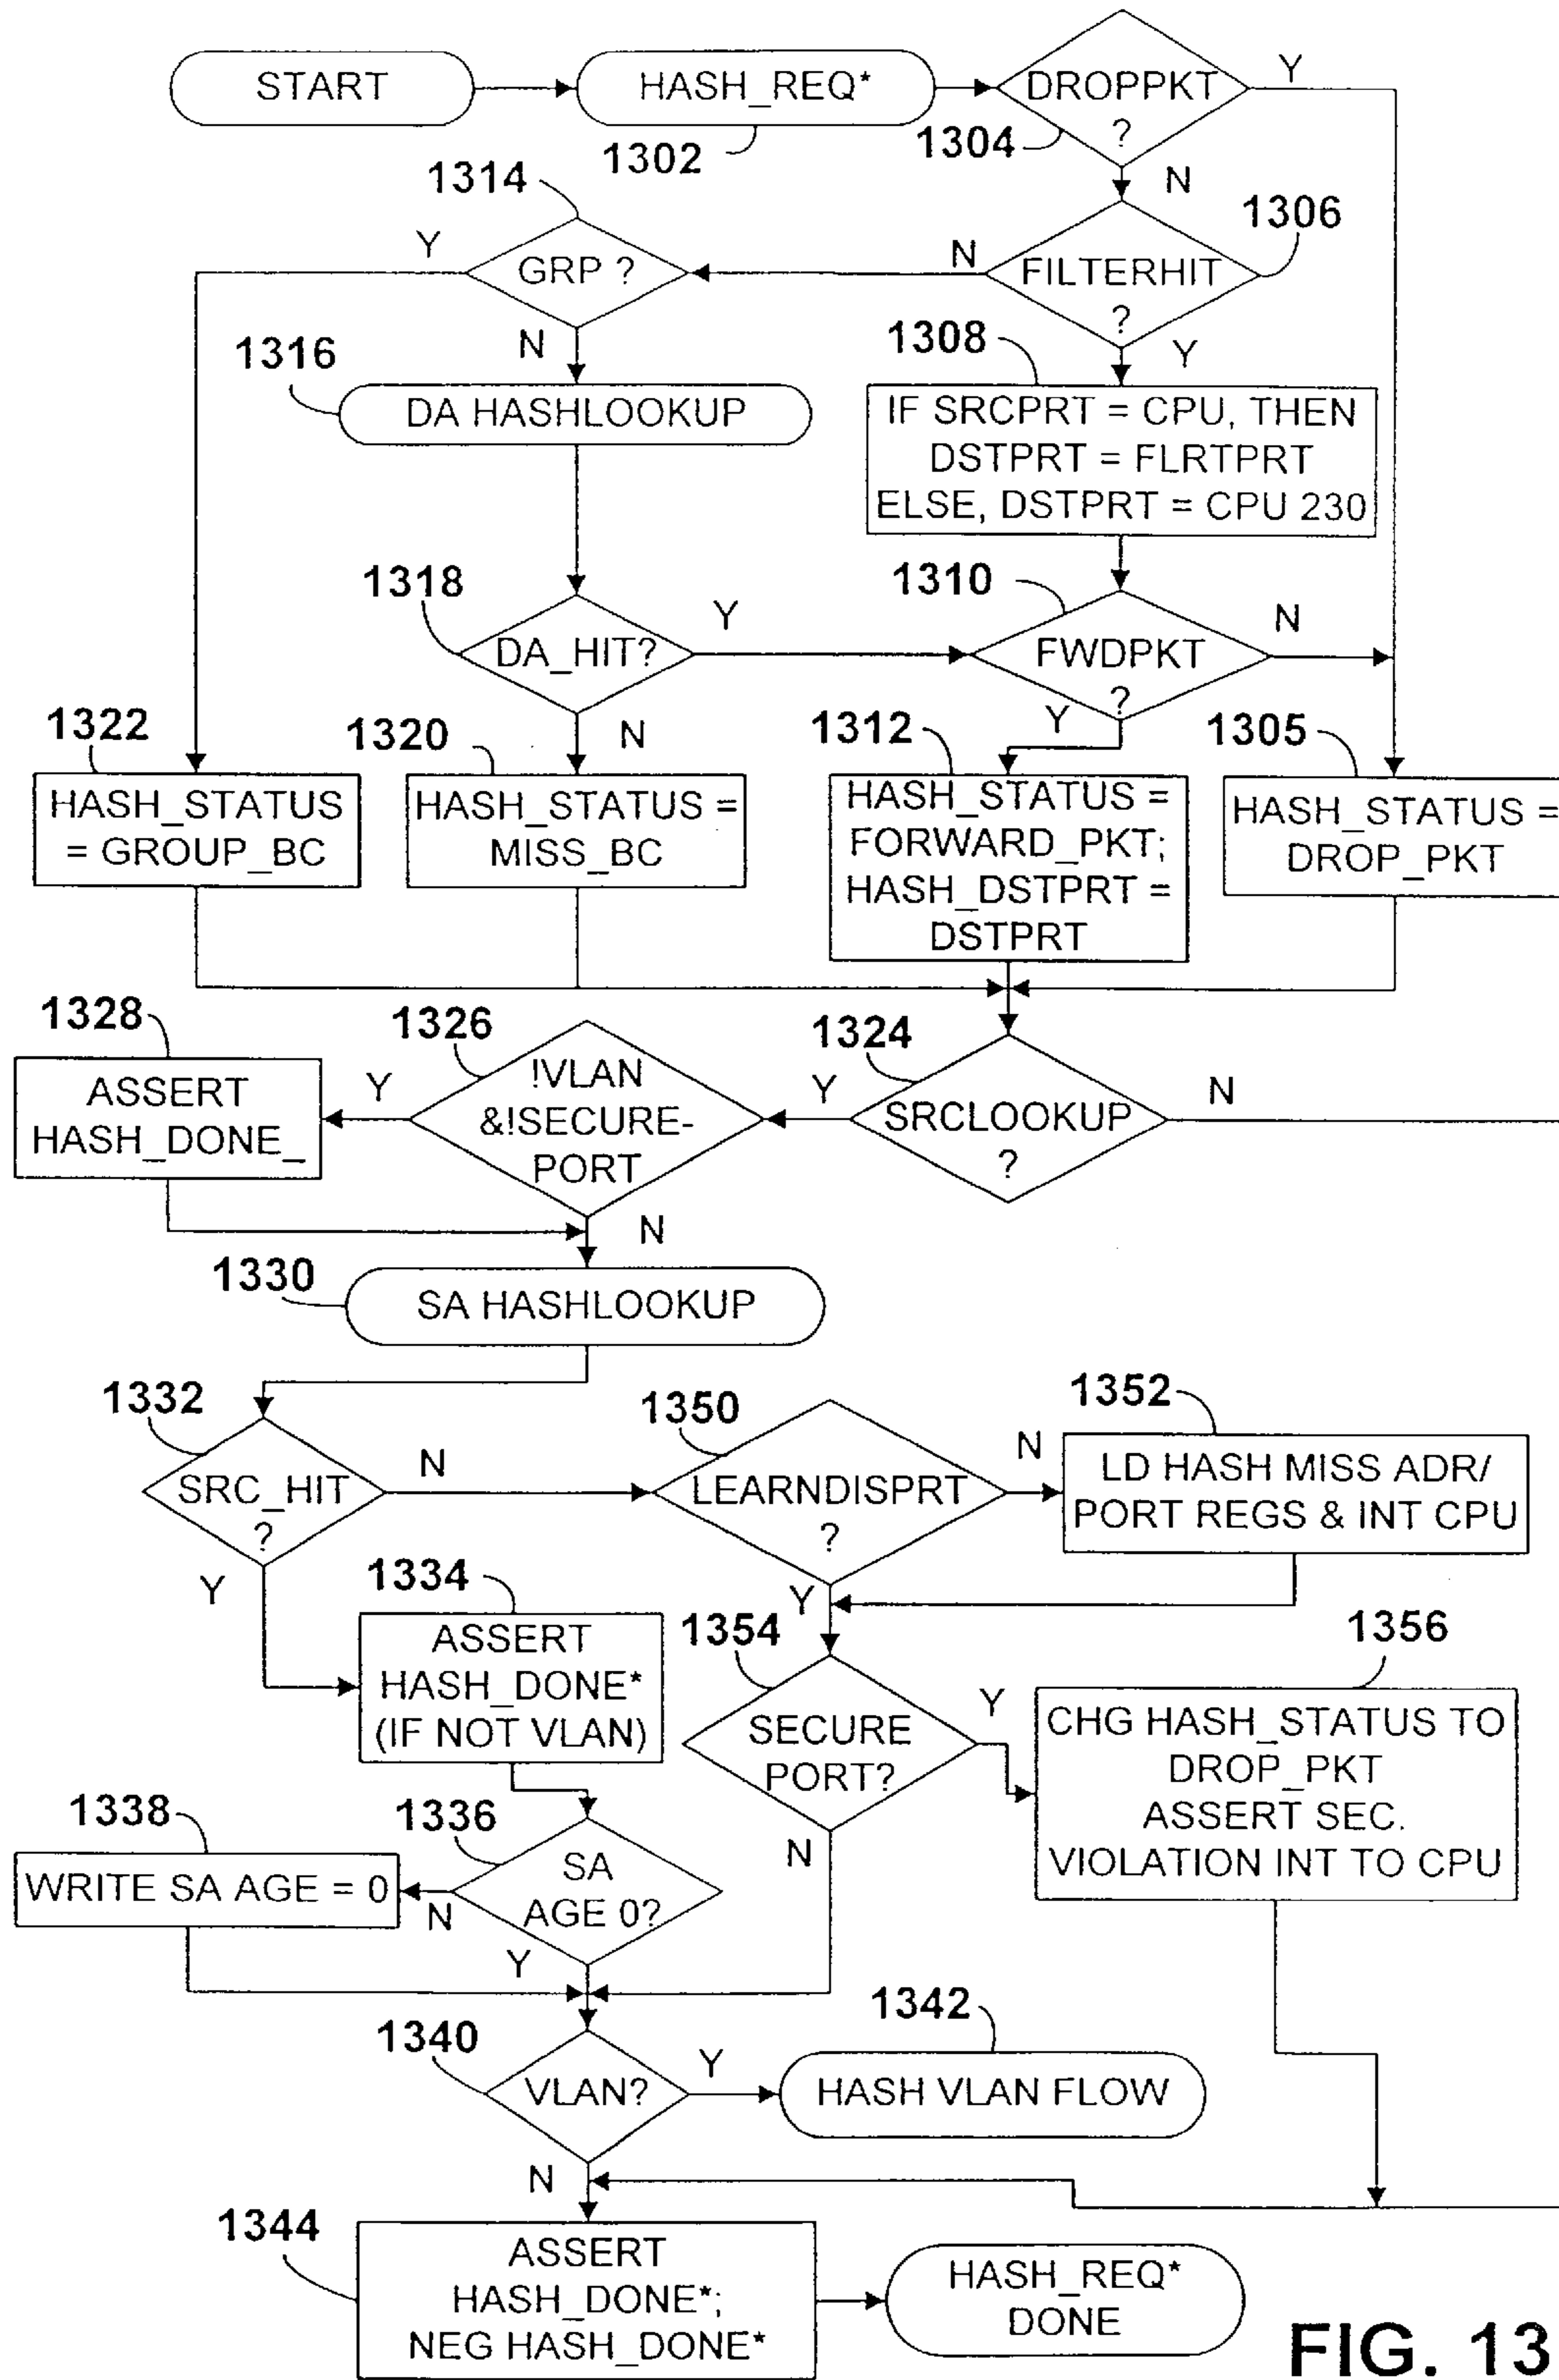 START
HASH_REQ*
DROPPKT
?
Y
1302
1304
N
1314
1306
Y
GRP ?
N
FILTERHIT
?
N
1308
Y
1316
DA HASHLOOKUP
IF SRCPRT = CPU, THEN
DSTPRT = FLRTPRT
ELSE, DSTPRT = CPU 230
1318
1310
Y
N
DA_HIT?
FWDPKT
?
1322
1320
N
1312
Y
1305
HASH_STATUS
= GROUP_BC
HASH_STATUS =
MISS_BC
HASH_STATUS =
FORWARD_PKT;
HASH_DSTPRT =
DSTPRT
HASH_STATUS =
DROP_PKT
1328
1326
1324
ASSERT
HASH_DONE_
Y
!VLAN
&!SECURE-
PORT
Y
SRCLOOKUP
?
N
N
1330
SA HASHLOOKUP
1332
1350
1352
SRC_HIT
?
N
LEARNDISPRT
?
N
LD HASH MISS ADR/
PORT REGS & INT CPU
Y
1334
Y
1354
1356
ASSERT
HASH_DONE*
(IF NOT VLAN)
SECURE
PORT?
Y
CHG HASH_STATUS TO
DROP_PKT
ASSERT SEC.
VIOLATION INT TO CPU
1338
1336
N
WRITE SA AGE = 0
N
SA
AGE 0?
Y
1342
1340
VLAN?
Y
HASH VLAN FLOW
N
1344
ASSERT
HASH_DONE*;
NEG HASH_DONE*
HASH_REQ*
DONE
FIG. 13